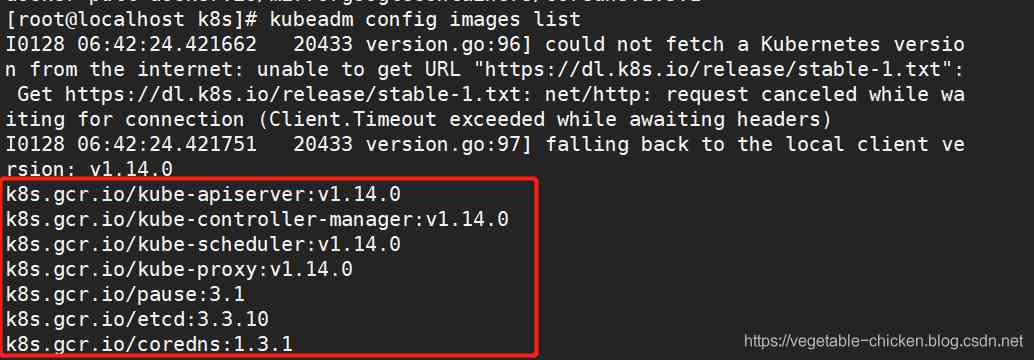 [root@localhost k8s]# kubeadm config images list
I0128 06:42:24.421662   20433 version.go:96] could not fetch a Kubernetes versio
n from the internet: unable to get URL "https://dl.k8s.io/release/stable-1.txt":
 Get https://dl.k8s.io/release/stable-1.txt: net/http: request canceled while wa
iting for connection (Client.Timeout exceeded while awaiting headers)
I0128 06:42:24.421751   20433 version.go:97] falling back to the local client ve
rsion: v1.14.0
k8s.gcr.io/kube-apiserver:v1.14.0
k8s.gcr.io/kube-controller-manager:v1.14.0
k8s.gcr.io/kube-scheduler:v1.14.0
k8s.gcr.io/kube-proxy:v1.14.0
k8s.gcr.io/pause:3.1
k8s.gcr.io/etcd:3.3.10
k8s.gcr.io/coredns:1.3.1
https://vegetable-chicken.blog.csdn.net